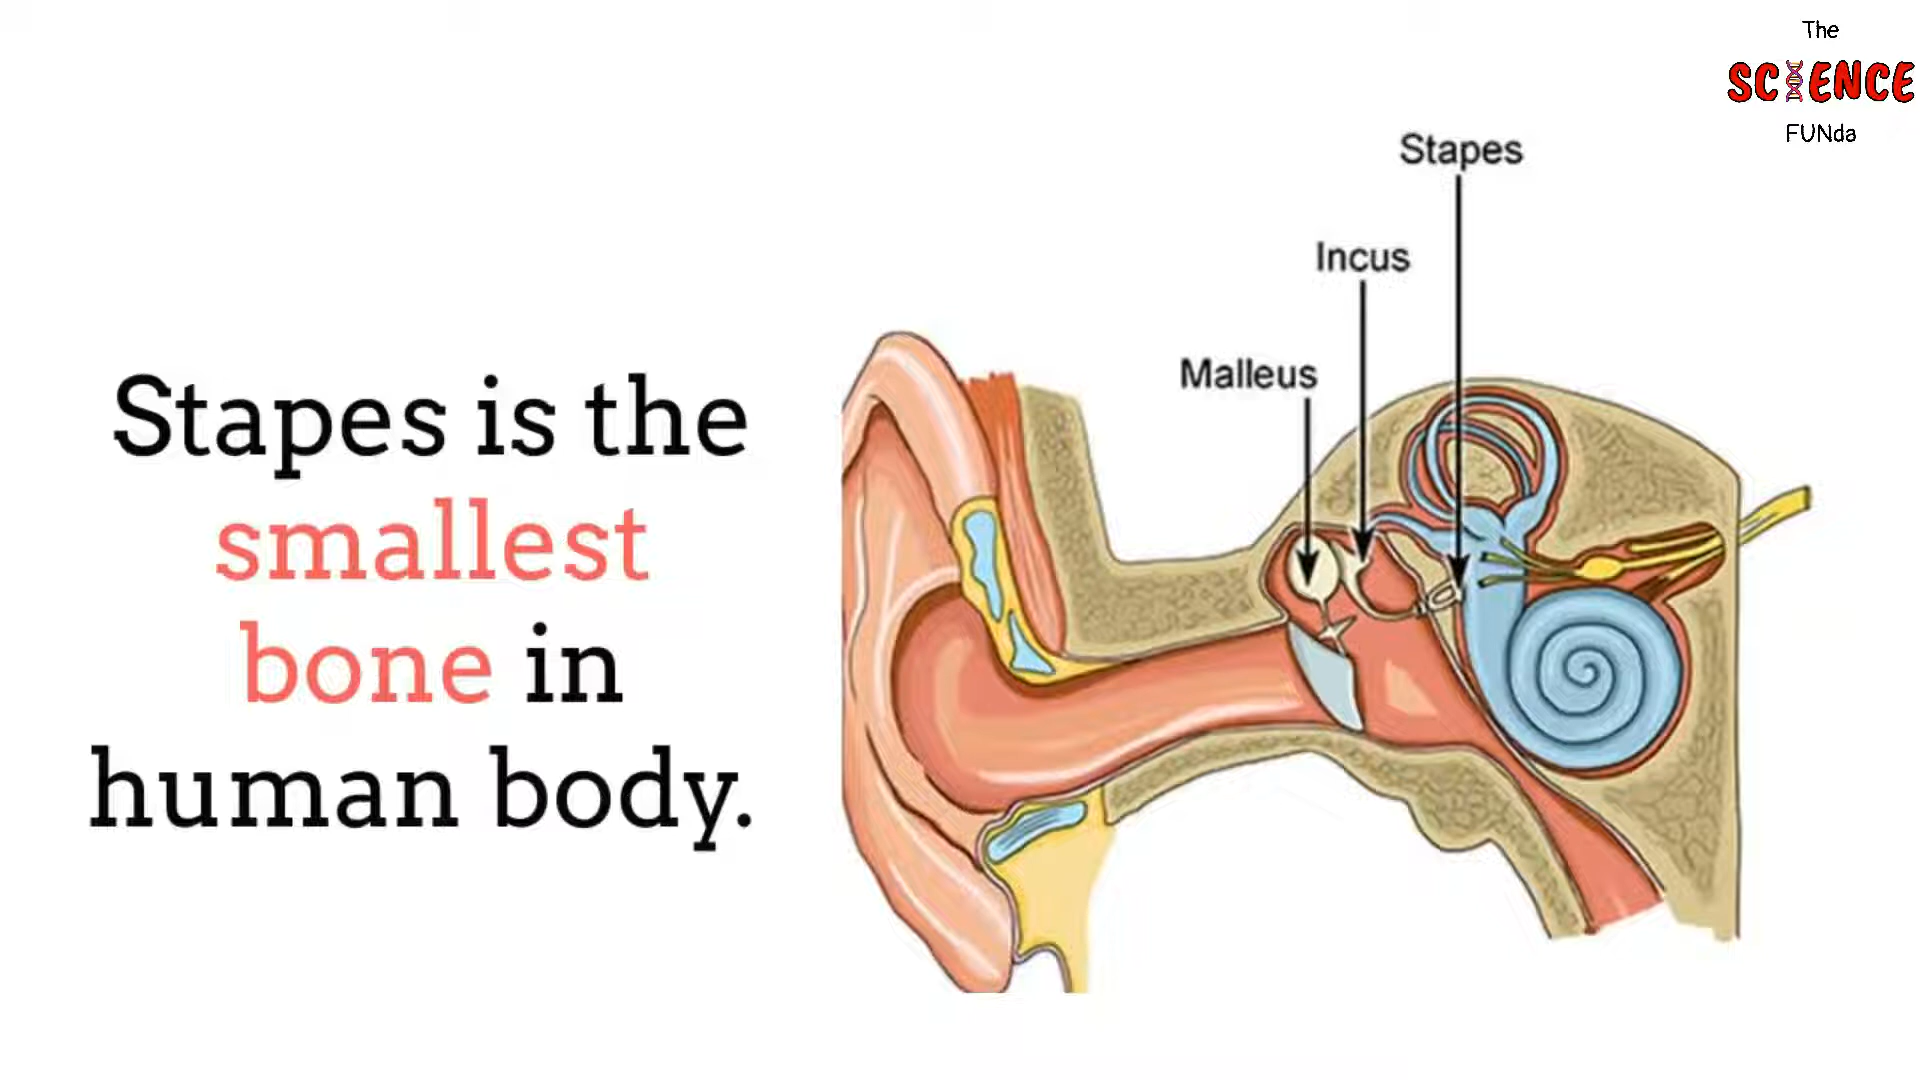 The
SCIENCE
FUNda
Stapes
Incus
Malleus
Stapes is the
smallest
bone in
human body.